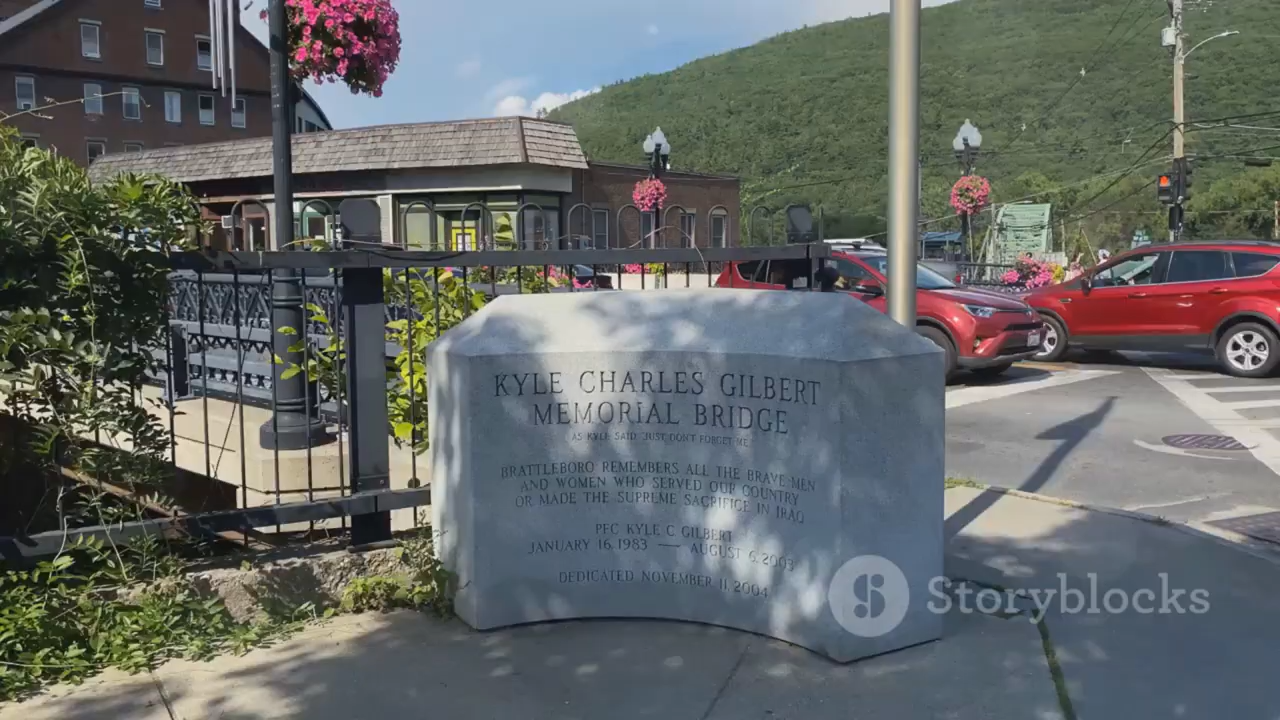 KYLE CHARLES GILBERT
MEMORIAL BRIDGE
AS KYLE SAID "JUST DON'T FORGET ME"
BRATTLEBORO REMEMBERS ALL THE BRAVE MEN
AND WOMEN WHO SERVED OUR COUNTRY
OR MADE THE SUPREME SACRIFICE IN IRAQ
PFC KYLE C GILBERT
JANUARY 16, 1983 — AUGUST 6, 2003
DEDICATED NOVEMBER 11, 2004
Storyblocks